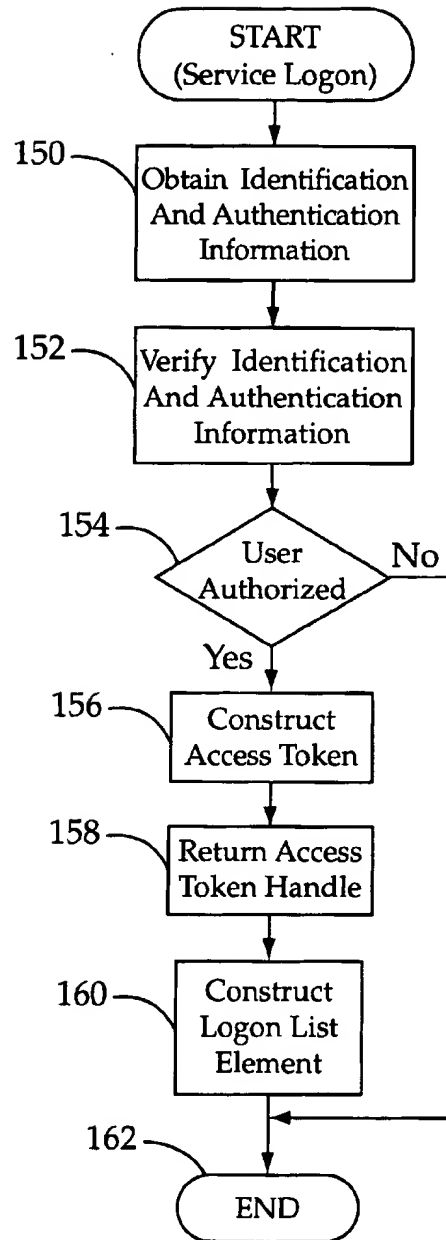 START
(Service Logon)
150
Obtain Identification
And Authentication
Information
152
Verify Identification
And Authentication
Information
154
User
Authorized
No
Yes
156
Construct
Access Token
158
Return Access
Token Handle
160
Construct
Logon List
Element
162
END